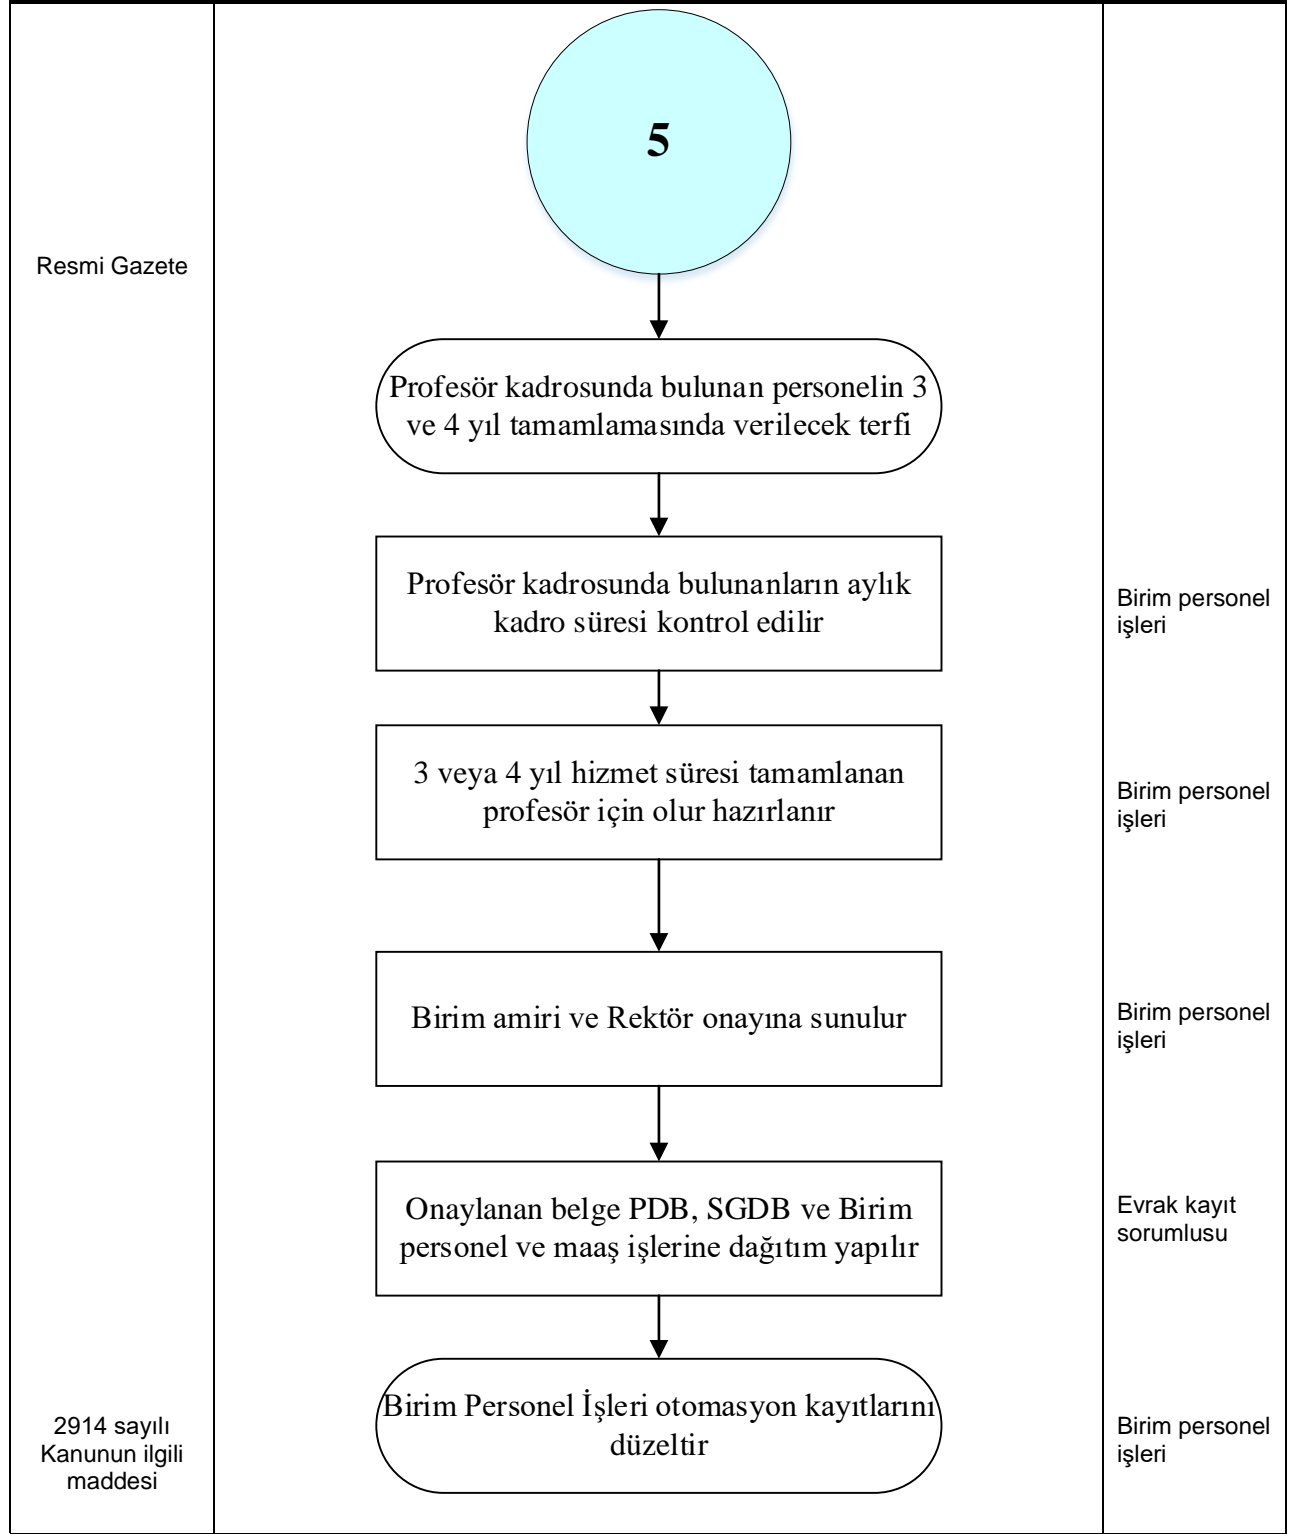 5
Resmi Gazete
Profesör kadrosunda bulunan personelin 3
ve 4 yıl tamamlamasında verilecek terfi
Profesör kadrosunda bulunanların aylık
kadro süresi kontrol edilir
Birim personel
işleri
3 veya 4 yıl hizmet süresi tamamlanan
profesör için olur hazırlanır
Birim personel
işleri
Birim amiri ve Rektör onayına sunulur
Birim personel
işleri
Onaylanan belge PDB, SGDB ve Birim
personel ve maaş işlerine dağıtım yapılır
Evrak kayıt
sorumlusu
Birim Personel İşleri otomasyon kayıtlarını
düzeltir
2914 sayılı
Kanunun ilgili
maddesi
Birim personel
işleri